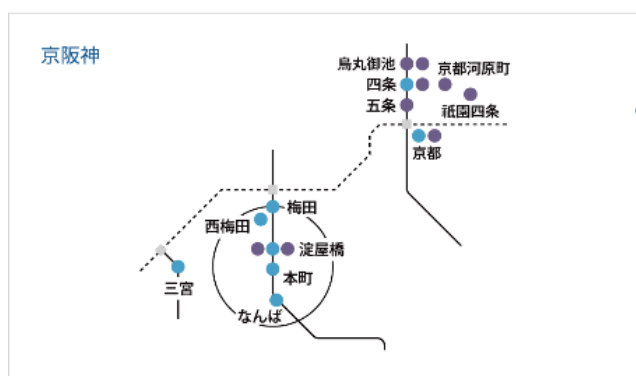 京阪神
烏丸御池
京都河原町
四条
祇園四条
五条
京都
梅田
西梅田
淀屋橋
本町
三宮
なんば